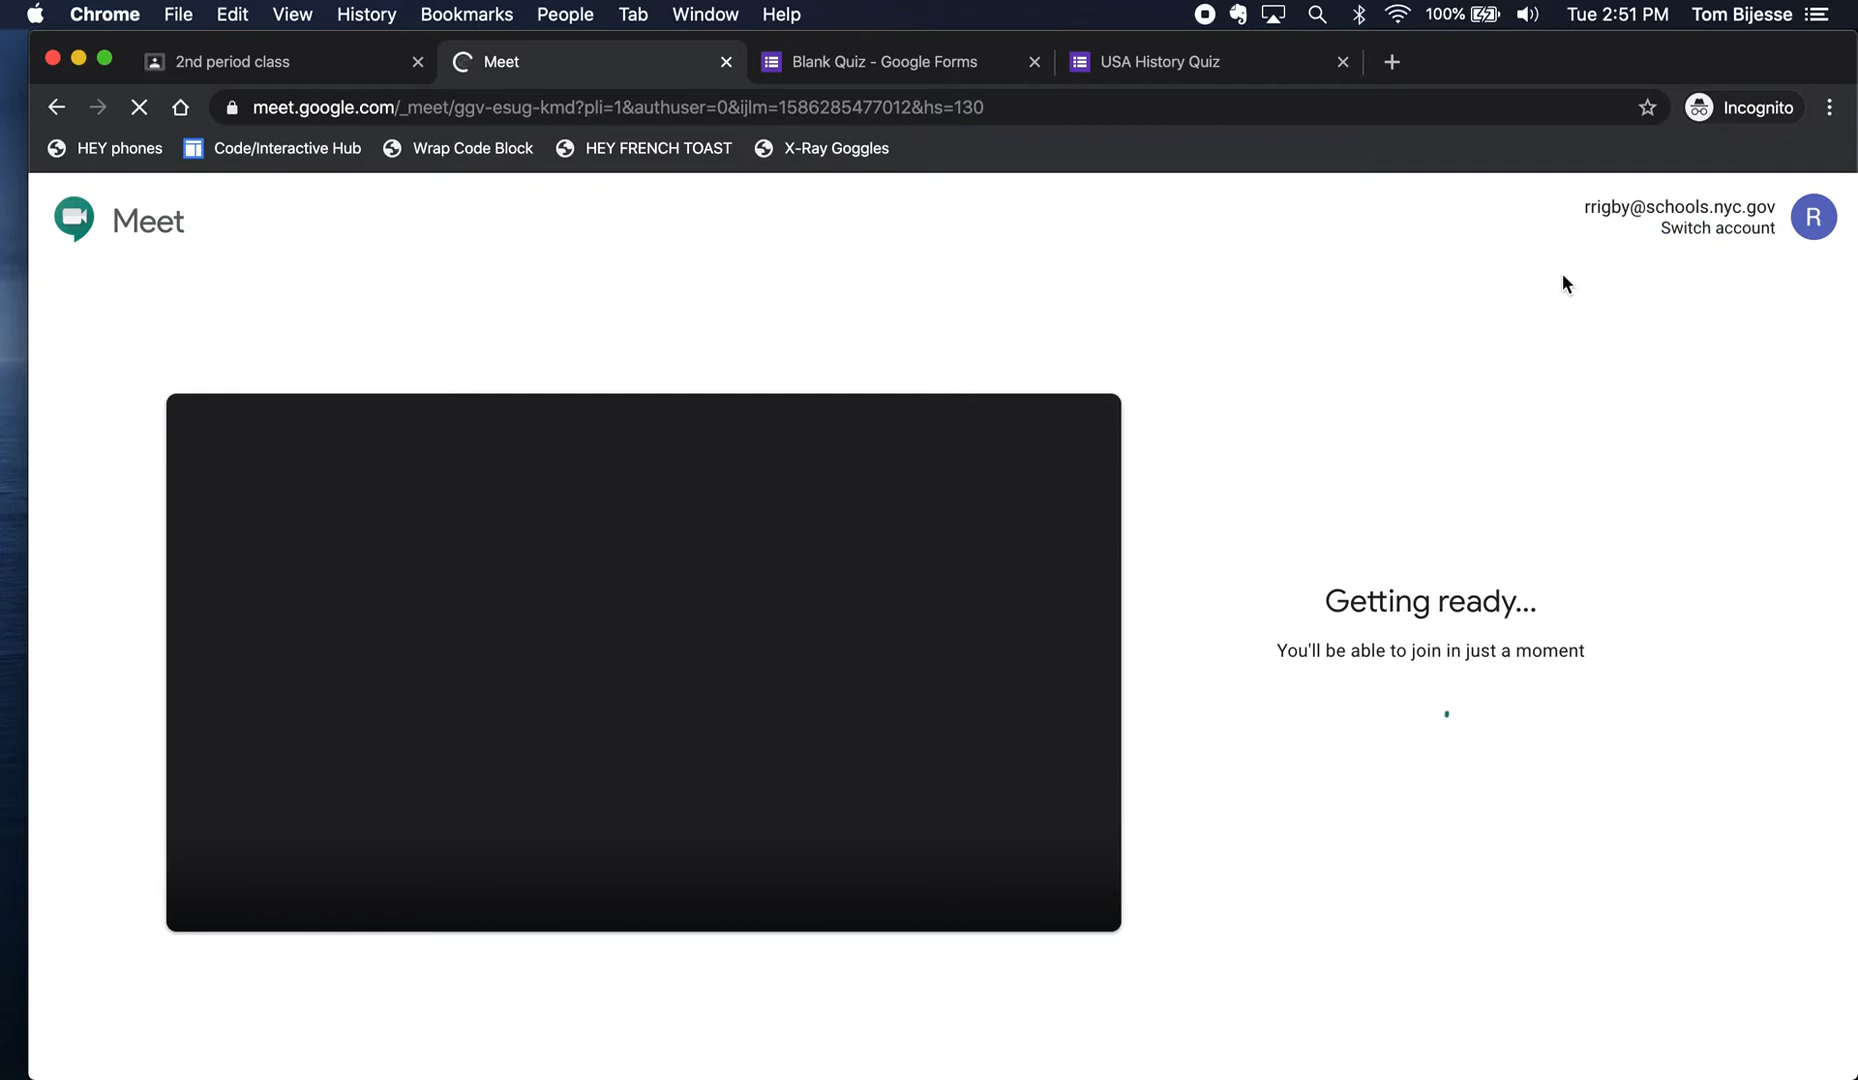 Chrome File Edit View History Bookmarks People Tab Window Help 100% Tue 2:51 PM Tom Bijesse
2nd period class Meet Blank Quiz - Google Forms USA History Quiz
meet.google.com/_meet/ggv-esug-kmd?pli=1&authuser=0&ijlm=1586285477012&hs=130 Incognito
HEY phones Code/Interactive Hub Wrap Code Block HEY FRENCH TOAST X-Ray Goggles
Meet
rrigby@schools.nyc.gov
Switch account
R
Getting ready...
You'll be able to join in just a moment